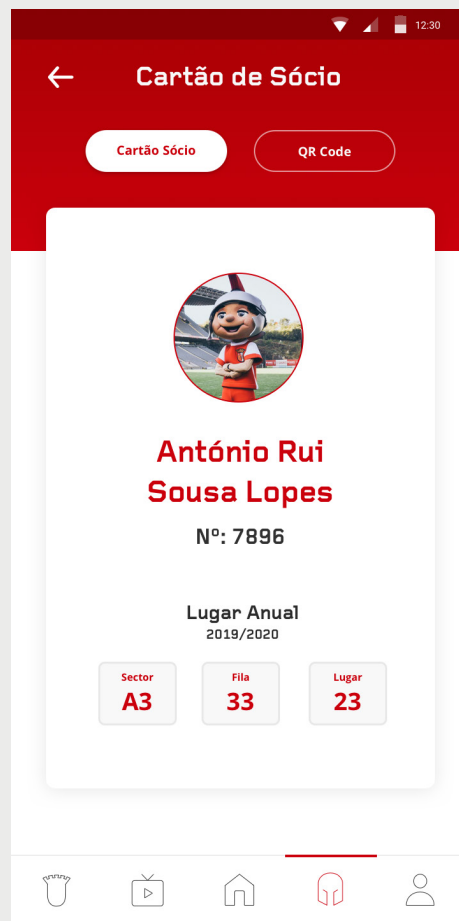 12:30
Cartão de Sócio
Cartão Sócio
QR Code
António Rui
Sousa Lopes
Nº: 7896
Lugar Anual
2019/2020
Sector
Fila
Lugar
A3
33
23